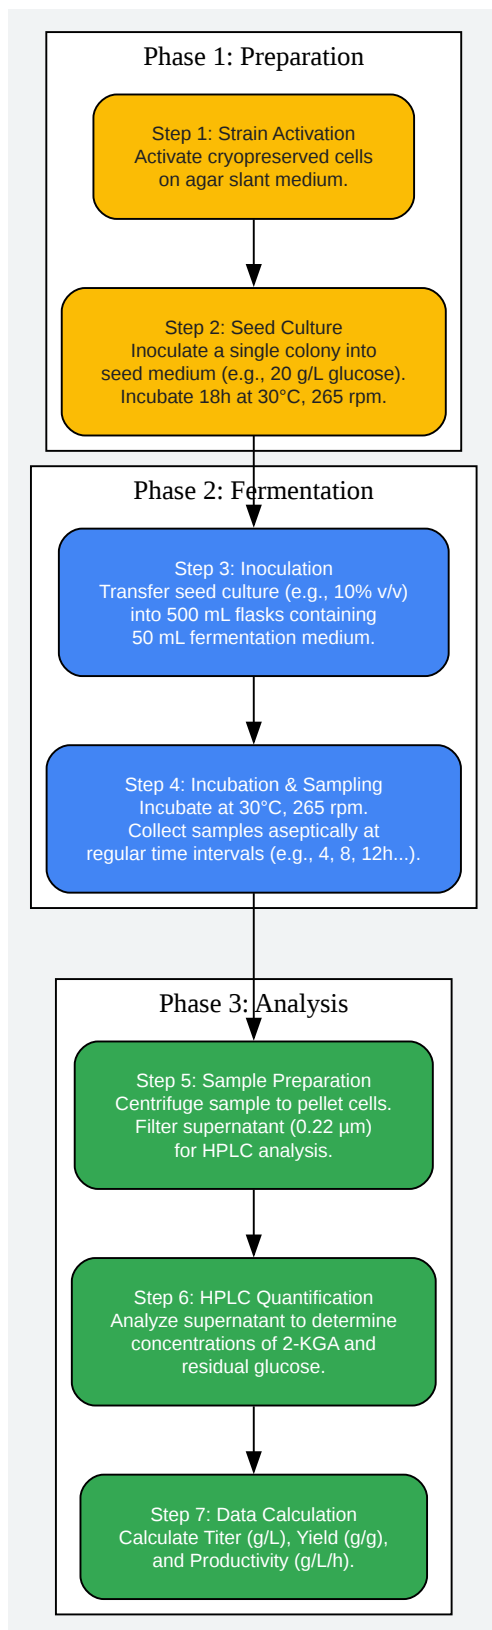 Phase 1: Preparation
Step 1: Strain Activation
Activate cryopreserved cells
on agar slant medium.
Step 2: Seed Culture
Inoculate a single colony into
seed medium (e.g., 20 g/L glucose).
Incubate 18h at 30°C, 265 rpm.
Phase 2: Fermentation
Step 3: Inoculation
Transfer seed culture (e.g., 10% v/v)
into 500 mL flasks containing
50 mL fermentation medium.
Step 4: Incubation & Sampling
Incubate at 30°C, 265 rpm.
Collect samples aseptically at
regular time intervals (e.g., 4, 8, 12h...).
Phase 3: Analysis
Step 5: Sample Preparation
Centrifuge sample to pellet cells.
Filter supernatant (0.22 µm)
for HPLC analysis.
Step 6: HPLC Quantification
Analyze supernatant to determine
concentrations of 2-KGA and
residual glucose.
Step 7: Data Calculation
Calculate Titer (g/L), Yield (g/g),
and Productivity (g/L/h).